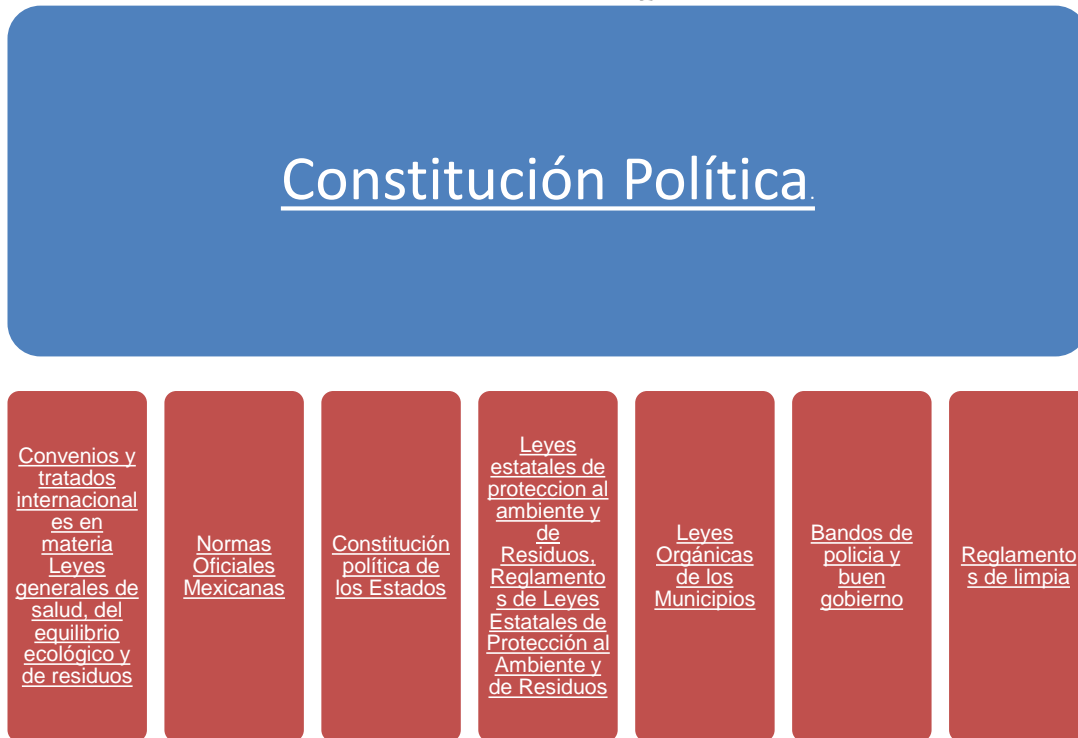 Constitución Política.
Convenios y
tratados
internacional
es en
materia
Leyes
generales de
salud, del
equilibrio
ecológico y
de residuos
Normas
Oficiales
Mexicanas
Constitución
política de
los Estados
Leyes
estatales de
proteccion al
ambiente y
de
Residuos,
Reglamento
s de Leyes
Estatales de
Protección al
Ambiente y
de Residuos
Leyes
Orgánicas
de los
Municipios
Bandos de
policia y
buen
gobierno
Reglamento
s de limpia